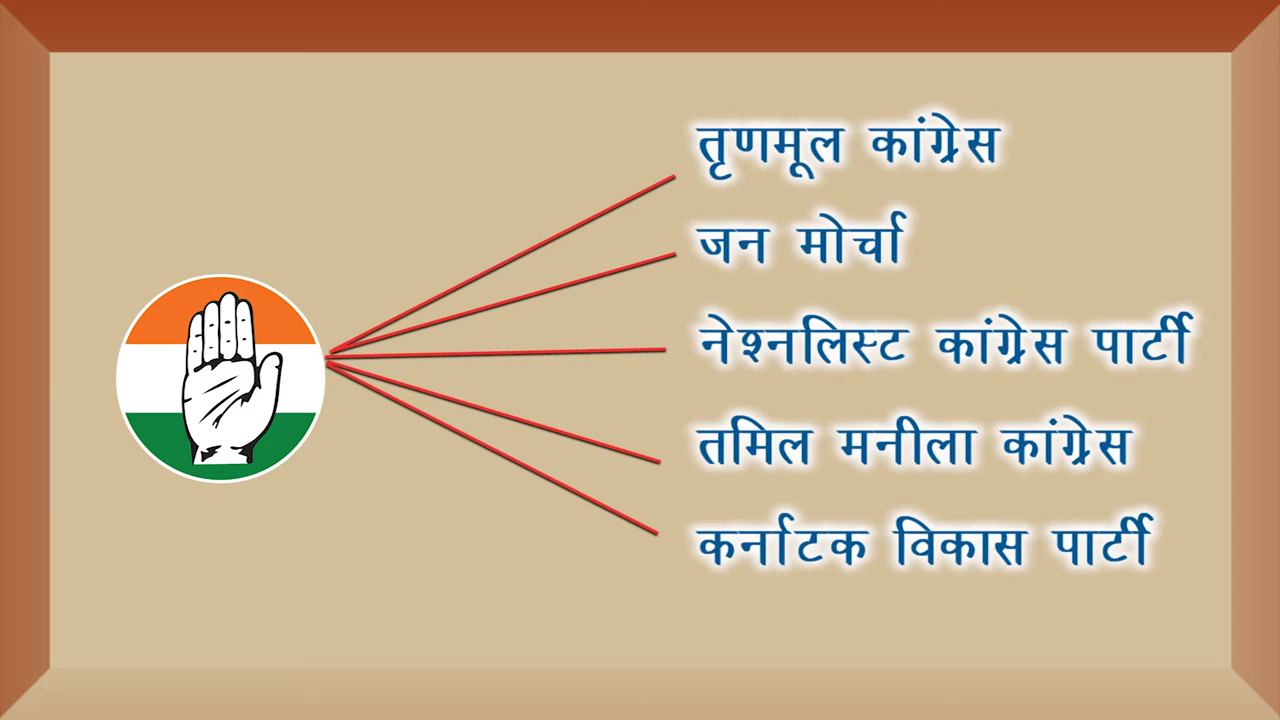 तृणमूल कांग्रेस
जन मोर्चा
नेश्नलिस्ट कांग्रेस पार्टी
तमिल मनीला कांग्रेस
कर्नाटक विकास पार्टी